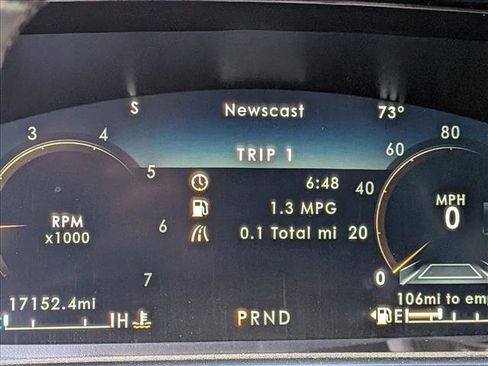 S Newscast 73°
3 4 TRIP 1 60 80
5 6:48 40
RPM 1.3 MPG MPH
x1000 6 0.1 Total mi 20 0
7 0
17152.4mi 106mi to emp
H PRND E